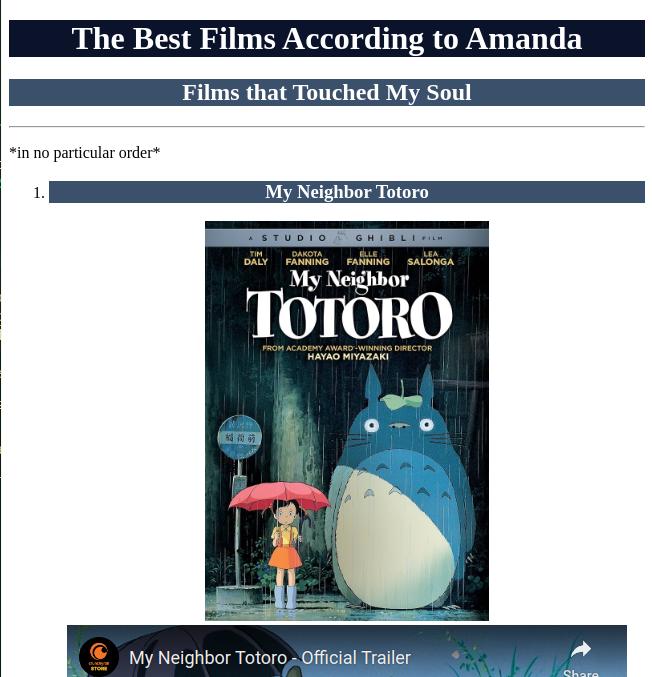 The Best Films According to Amanda
Films that Touched My Soul
*in no particular order*
1. My Neighbor Totoro
A STUDIO GHIBLI FILM
TIM DALY DAKOTA FANNING ELLE FANNING LEA SALONGA
My Neighbor
TOTORO
FROM ACADEMY AWARD-WINNING DIRECTOR
HAYAO MIYAZAKI
My Neighbor Totoro - Official Trailer
STORE
Share